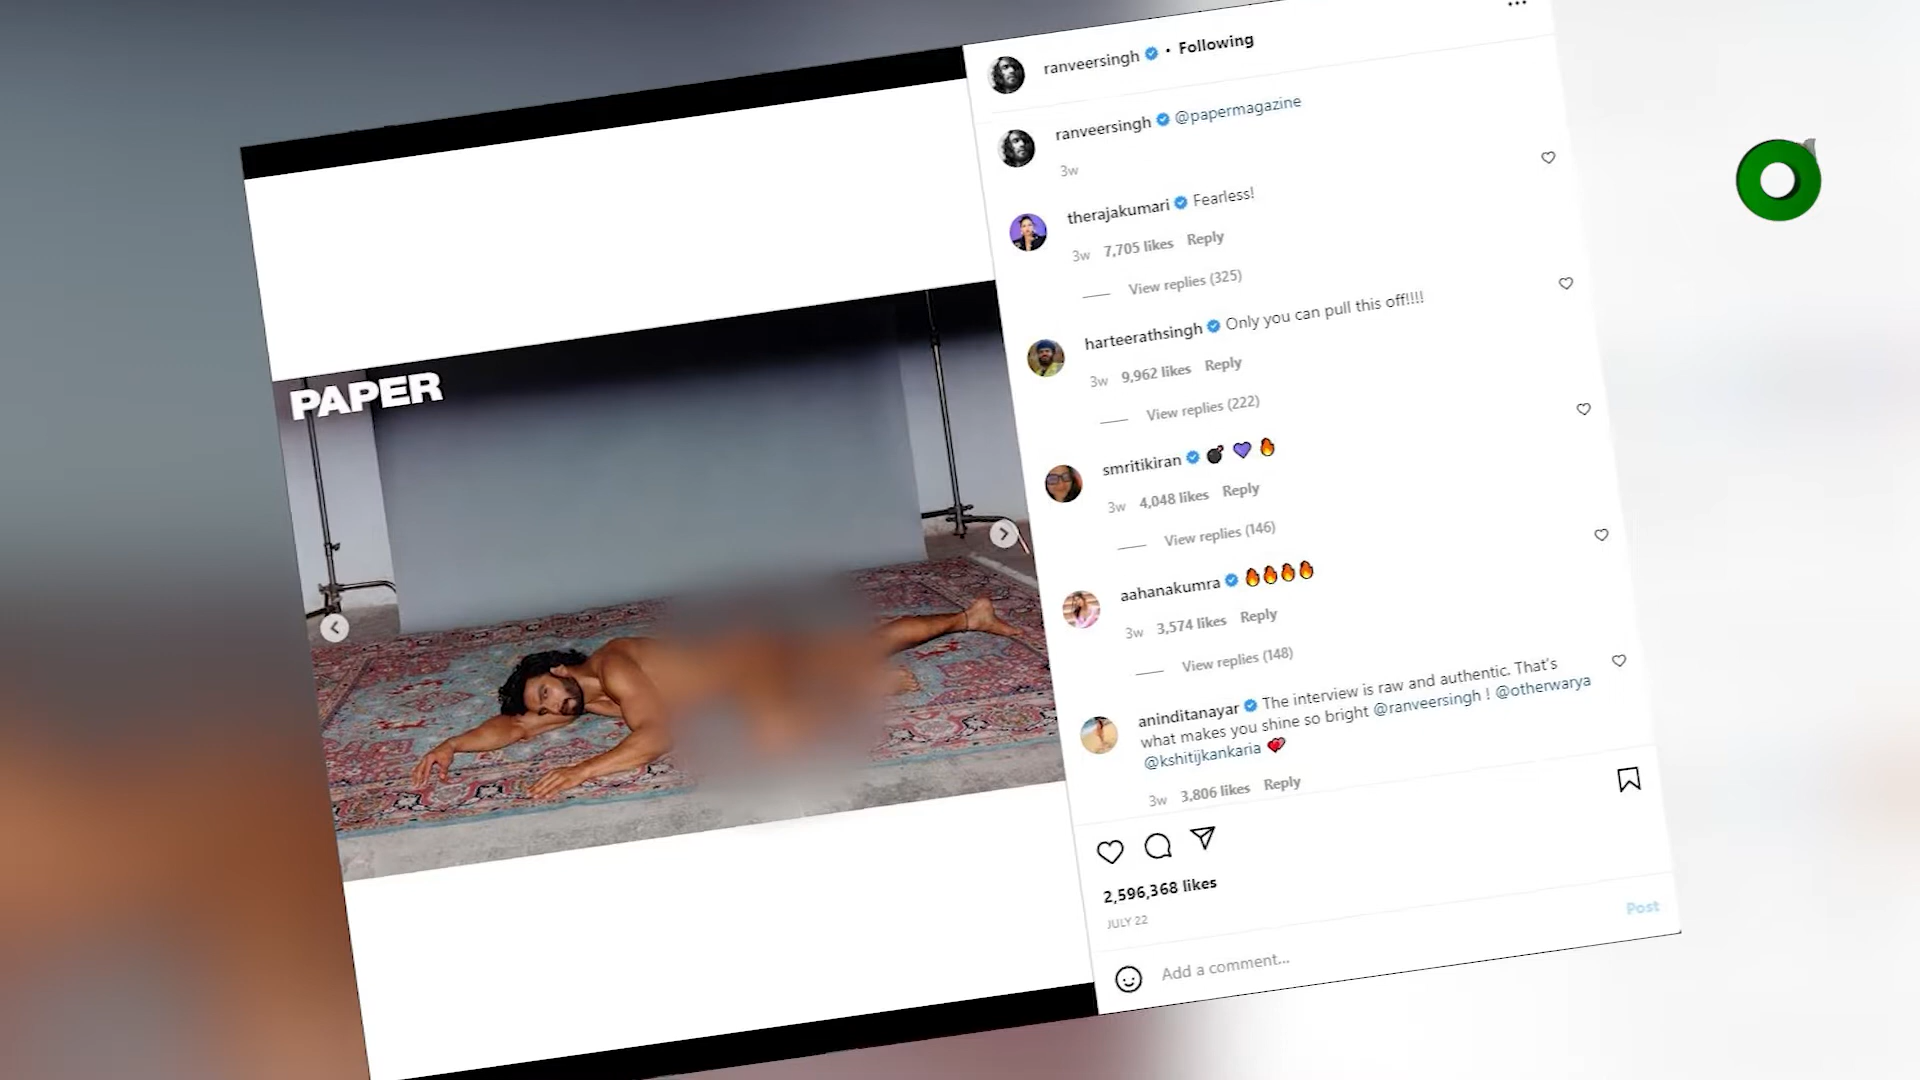 PAPER
ranveersingh • Following
ranveersingh @papermagazine
3w
therajakumari Fearless!
3w 7,705 likes Reply
View replies (325)
harteerathsingh Only you can pull this off!!!!
3w 9,962 likes Reply
View replies (222)
smritikiran 💣 💜 🔥
3w 4,048 likes Reply
View replies (146)
aahanakumra 🔥🔥🔥🔥
3w 3,574 likes Reply
View replies (148)
aninditanayar The interview is raw and authentic. That's
what makes you shine so bright @ranveersingh ! @otherwarya
@kshitijkankaria 💕
3w 3,806 likes Reply
2,596,368 likes
JULY 22
Add a comment...
Post